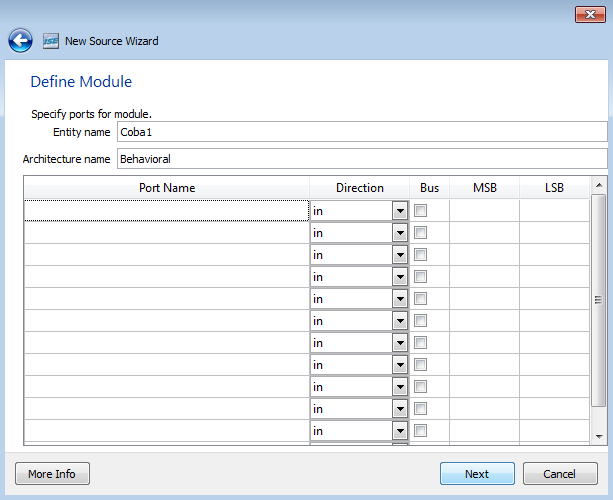 ISE New Source Wizard
Define Module
Specify ports for module.
Entity name Coba1
Architecture name Behavioral
Port Name Direction Bus MSB LSB
in
in
in
in
in
in
in
in
in
in
in
More Info Next Cancel